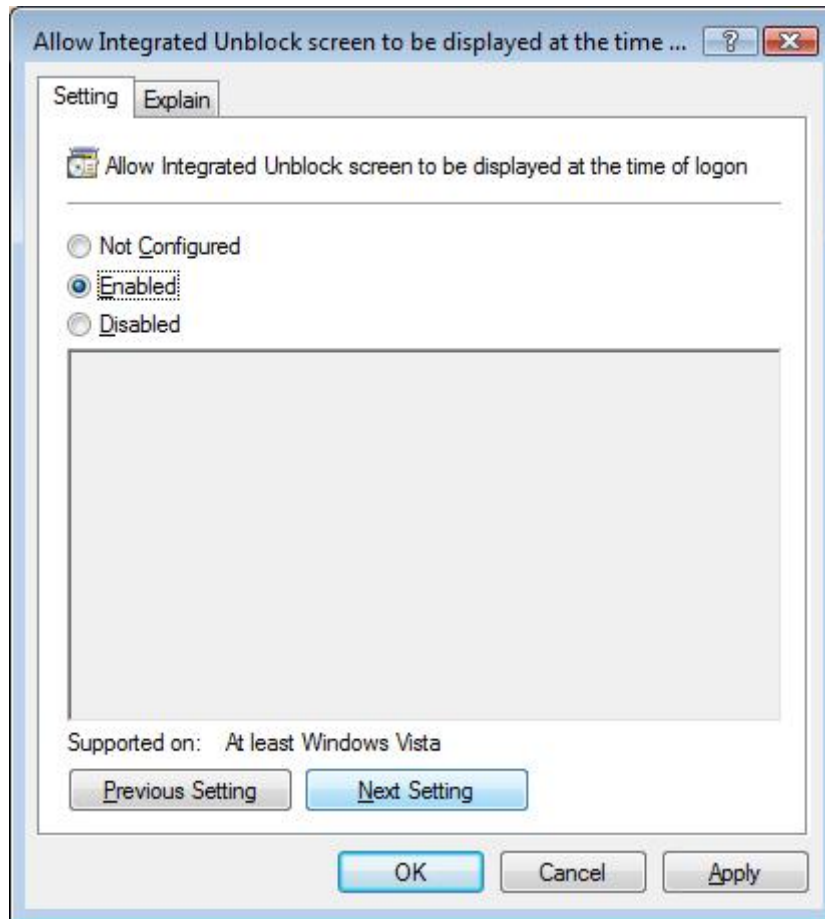 Allow Integrated Unblock screen to be displayed at the time ...
Setting Explain
Allow Integrated Unblock screen to be displayed at the time of logon
Not Configured
Enabled
Disabled
Supported on: At least Windows Vista
Previous Setting Next Setting
OK Cancel Apply